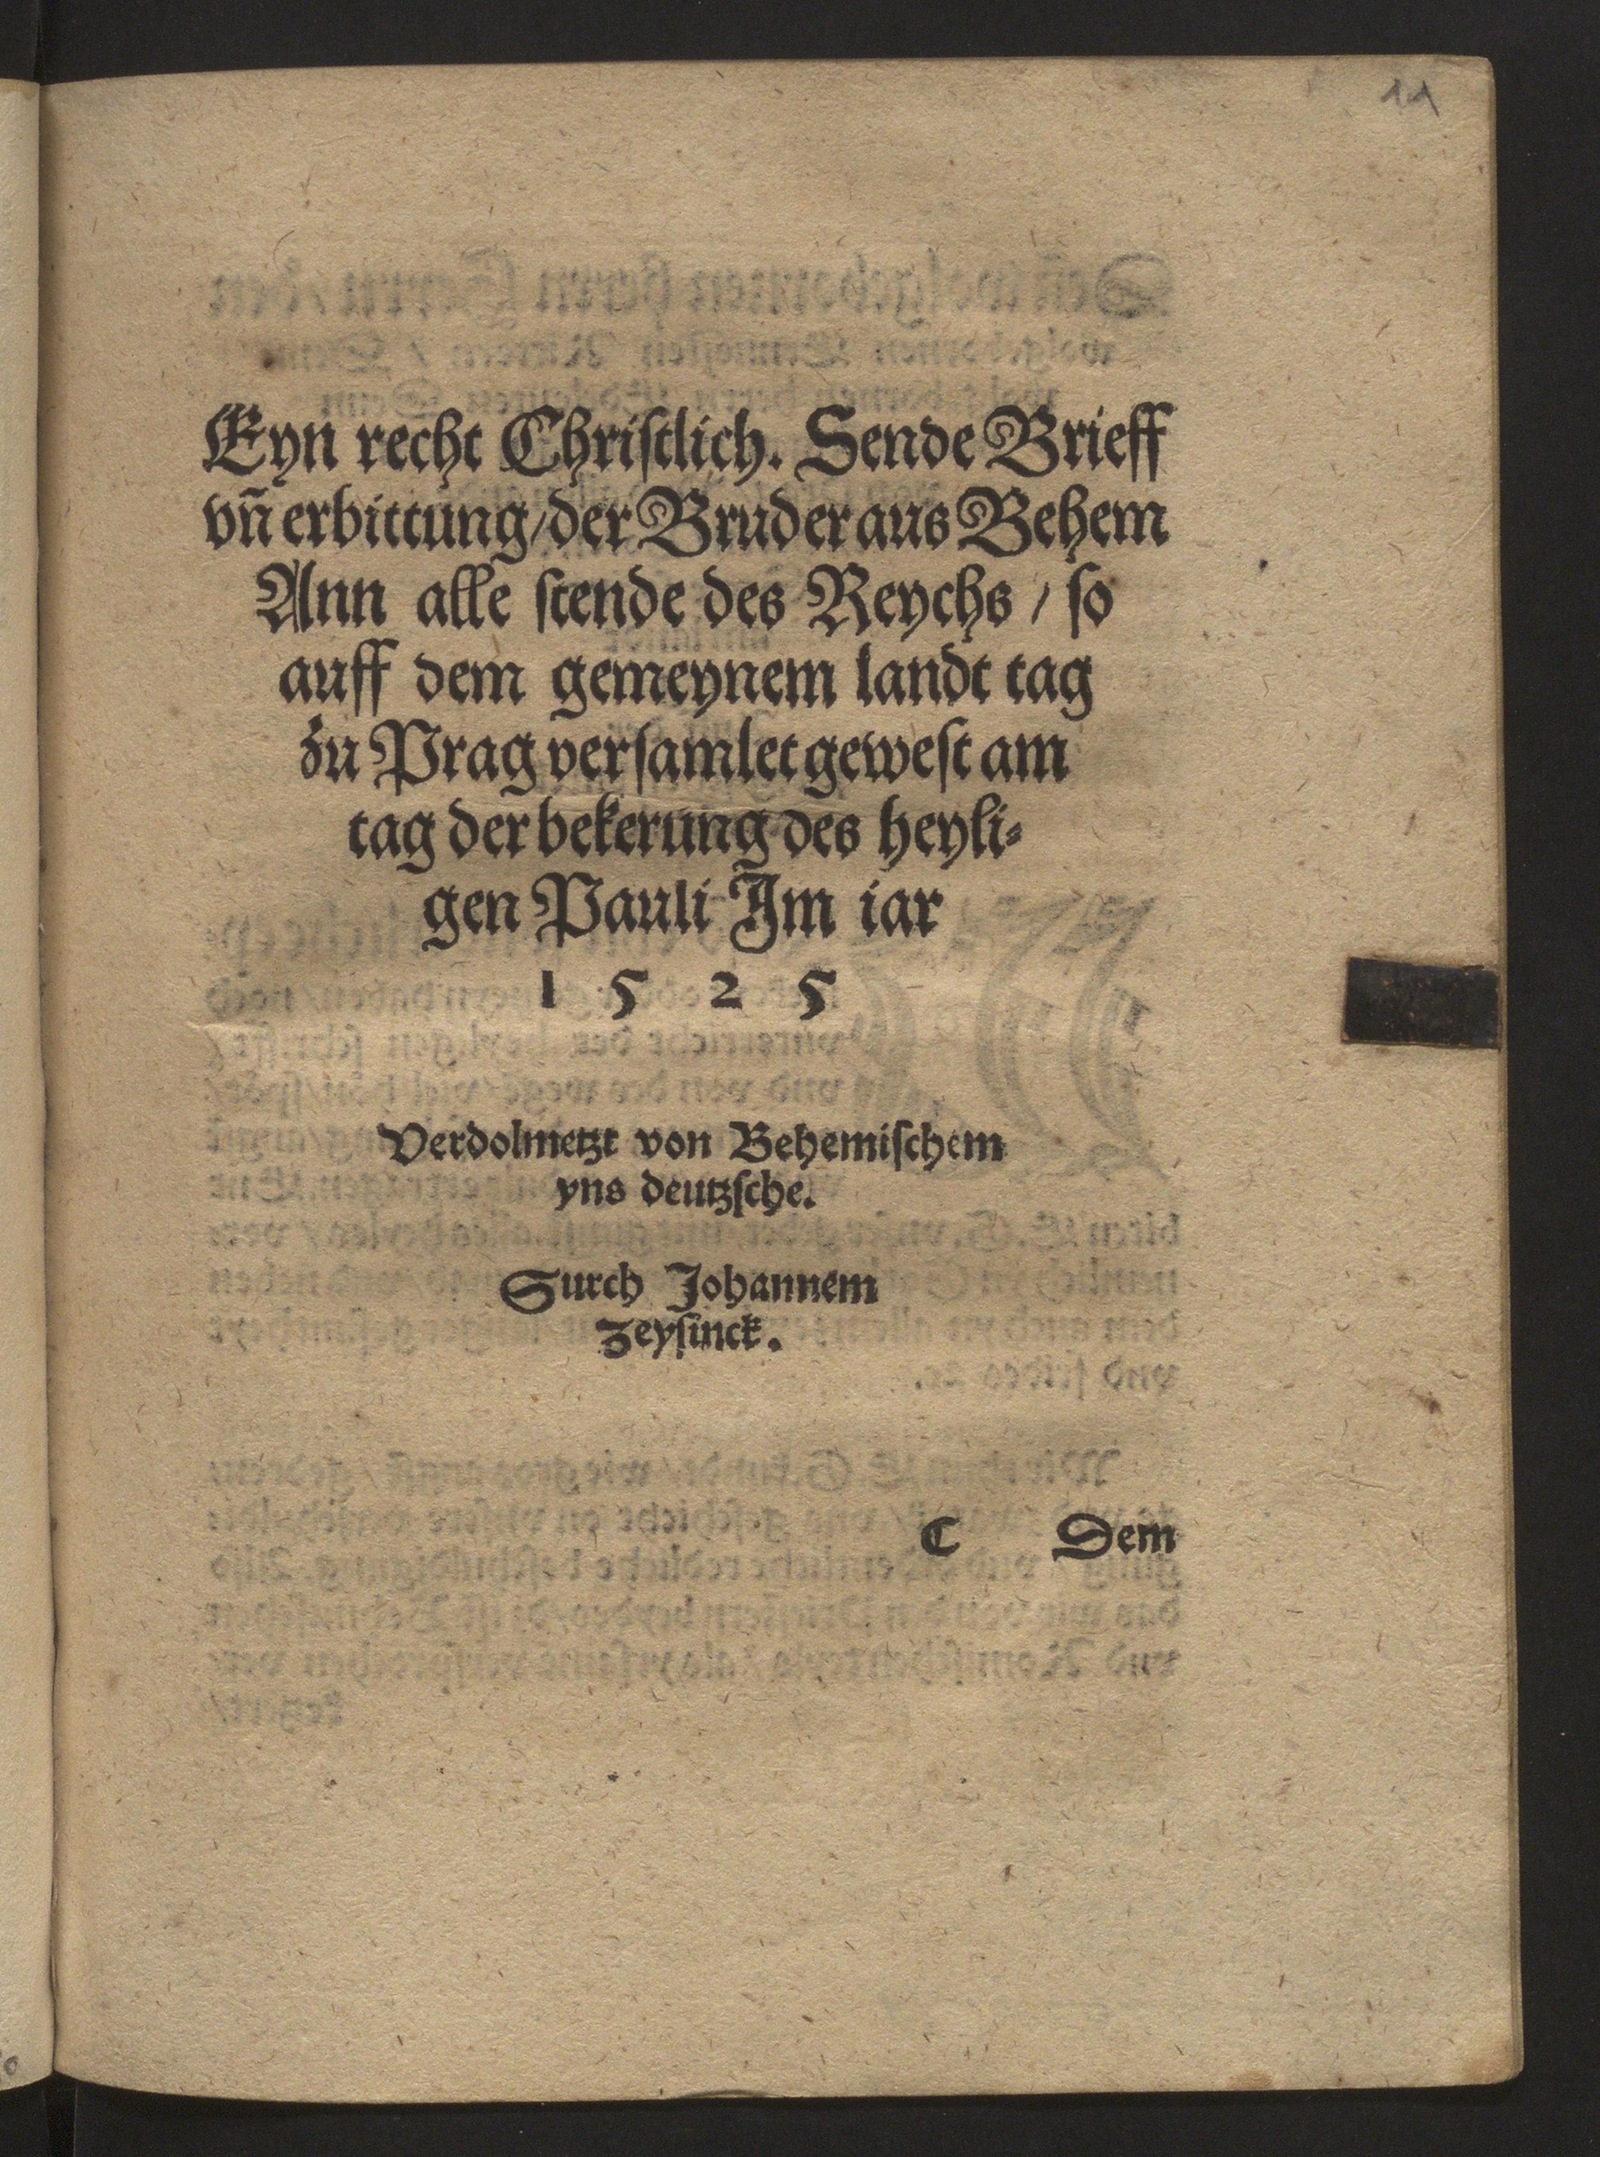 11
Eyn recht Christlich. Sende Brieff
vn̄ erbittung/der Bruder aus Behem
Ann alle stende des Reychs / so
auff dem gemeynem landt tag
zu Prag versamlet gewest am
tag der bekerung des heyli⸗
gen Pauli Im iar
1 5 2 5
Verdolmetzt von Behemischem
yns deutzsche.
Durch Johannem
Zeysinck.
C Dem